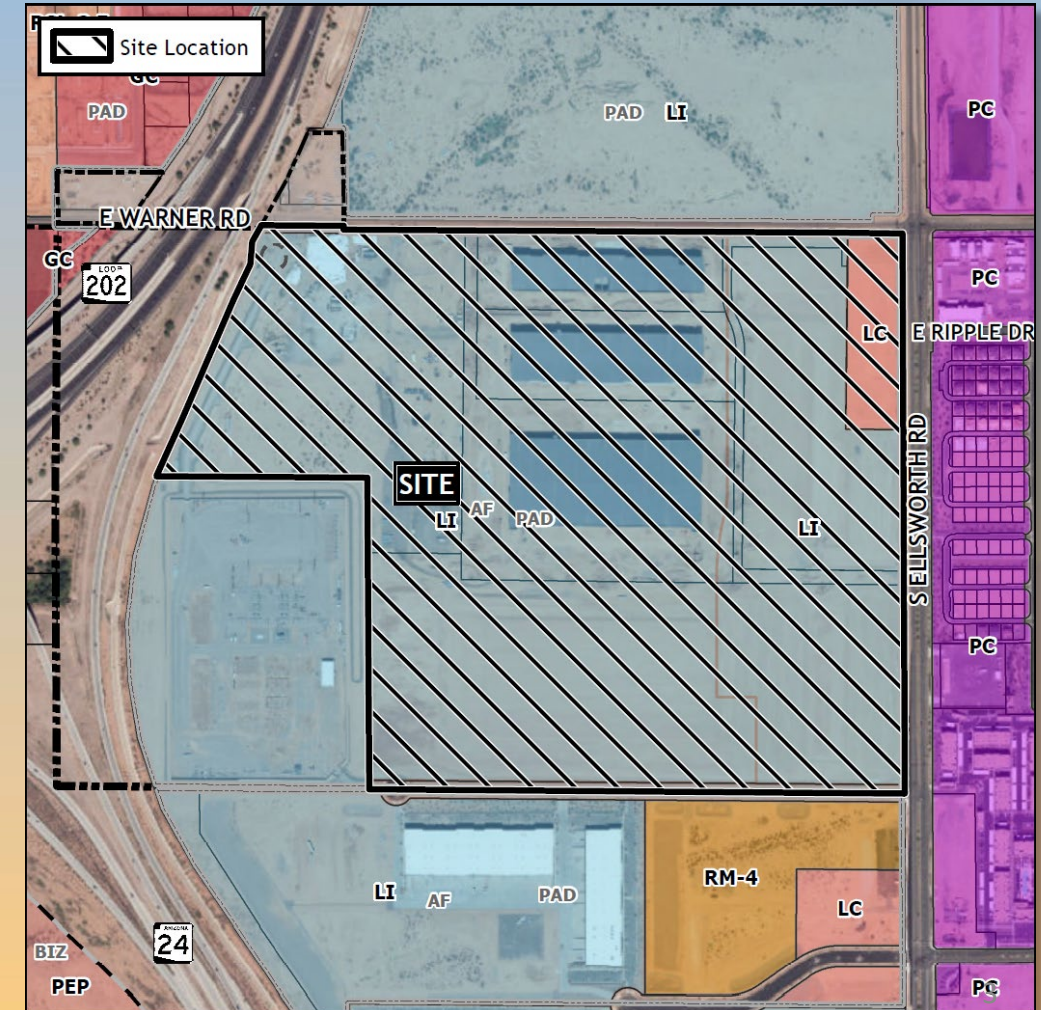 Site Location
GC
PAD
PAD LI
PC
E WARNER RD
GC
LOOP
202
PC
LC
E RIPPLE DR
S ELLSWORTH RD
SITE
LI
AF
PAD
LI
PC
RM-4
LI
AF
PAD
LC
ARIZONA
24
BIZ
PEP
PC